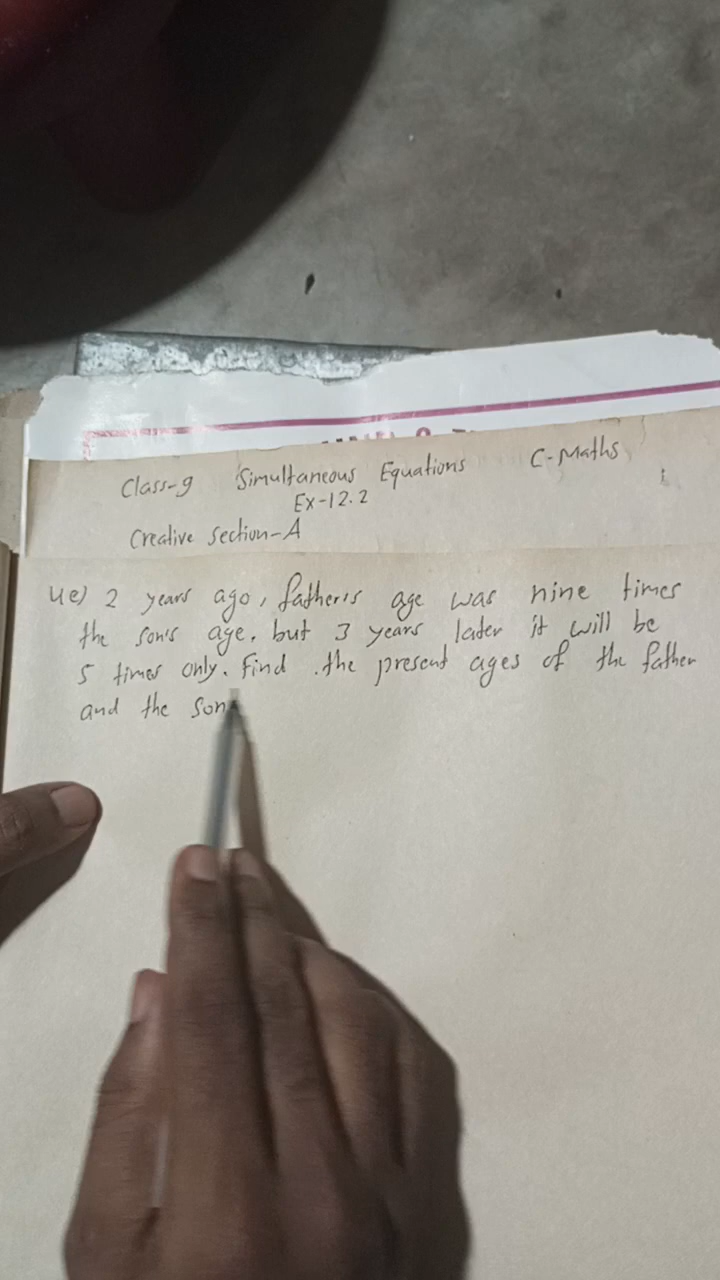 Class-9 Simultaneous Equations C-Maths
Ex-12.2
Creative Section-A
4e) 2 years ago, father's age was nine times
the son's age. but 3 years later it will be
5 times only. Find the present ages of the father
and the son